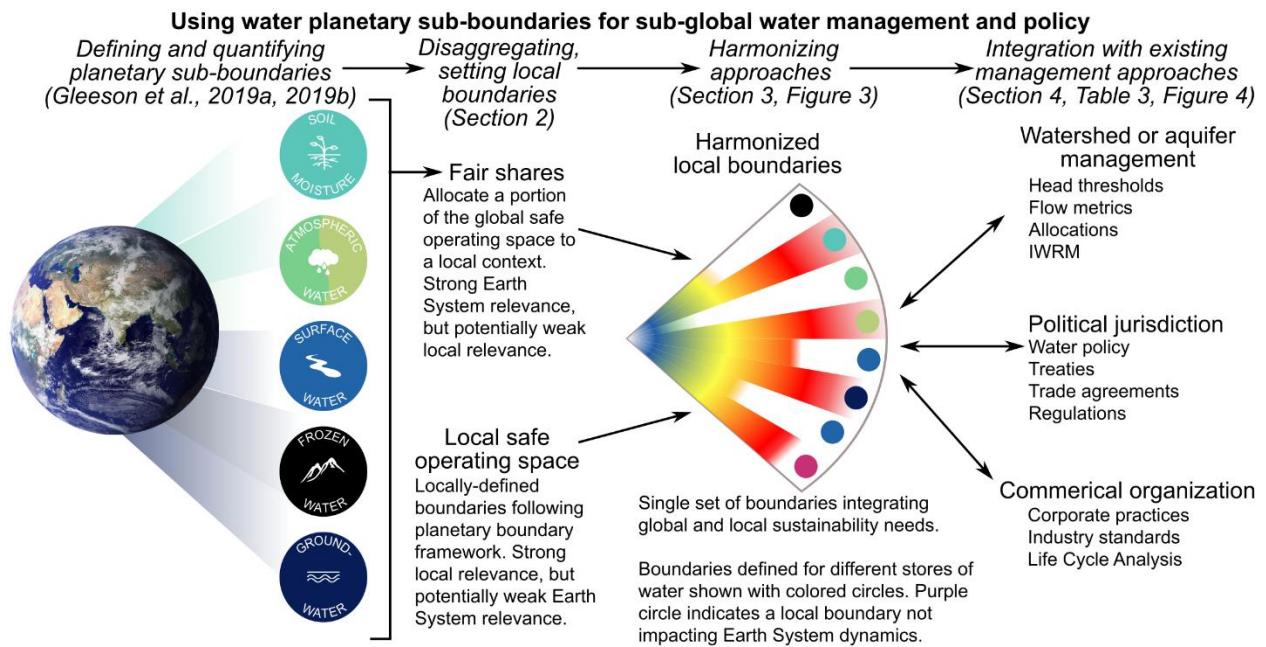 Using water planetary sub-boundaries for sub-global water management and policy
Defining and quantifying
planetary sub-boundaries
(Gleeson et al., 2019a, 2019b)
Disaggregating,
setting local
boundaries
(Section 2)
Harmonizing
approaches
(Section 3, Figure 3)
Integration with existing
management approaches
(Section 4, Table 3, Figure 4)
SOIL
MOISTURE
ATMOSPHERIC
WATER
SURFACE
WATER
FROZEN
WATER
GROUND-
WATER
Fair shares
Allocate a portion
of the global safe
operating space to
a local context.
Strong Earth
System relevance,
but potentially weak
local relevance.
Local safe
operating space
Locally-defined
boundaries following
planetary boundary
framework. Strong
local relevance, but
potentially weak Earth
System relevance.
Harmonized
local boundaries
Single set of boundaries integrating
global and local sustainability needs.
Boundaries defined for different stores of
water shown with colored circles. Purple
circle indicates a local boundary not
impacting Earth System dynamics.
Watershed or aquifer
management
Head thresholds
Flow metrics
Allocations
IWRM
Political jurisdiction
Water policy
Treaties
Trade agreements
Regulations
Commerical organization
Corporate practices
Industry standards
Life Cycle Analysis